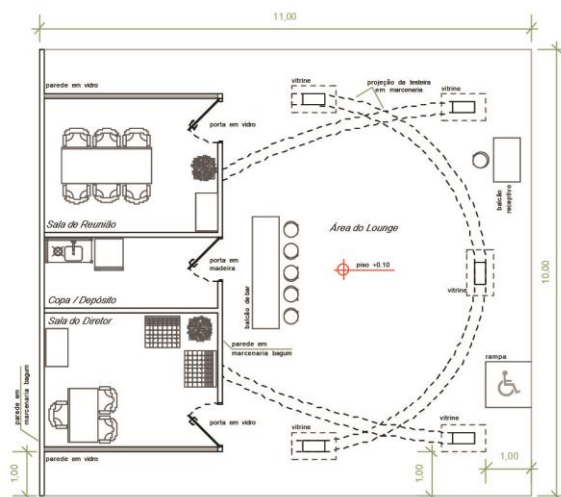 11,00
parede em vidro
vitrine
projeção da testeira
em marcenaria
vitrine
porta em vidro
balcão
receptivo
Sala de Reunião
Área do Lounge
porta em
madeira
piso +0.10
10,00
Copa / Depósito
balcão de bar
vitrine
Sala do Diretor
parede em
marcenaria bagum
rampa
parede em
marcenaria bagum
porta em vidro
vitrine
vitrine
1,00
parede em vidro
1,00
1,00